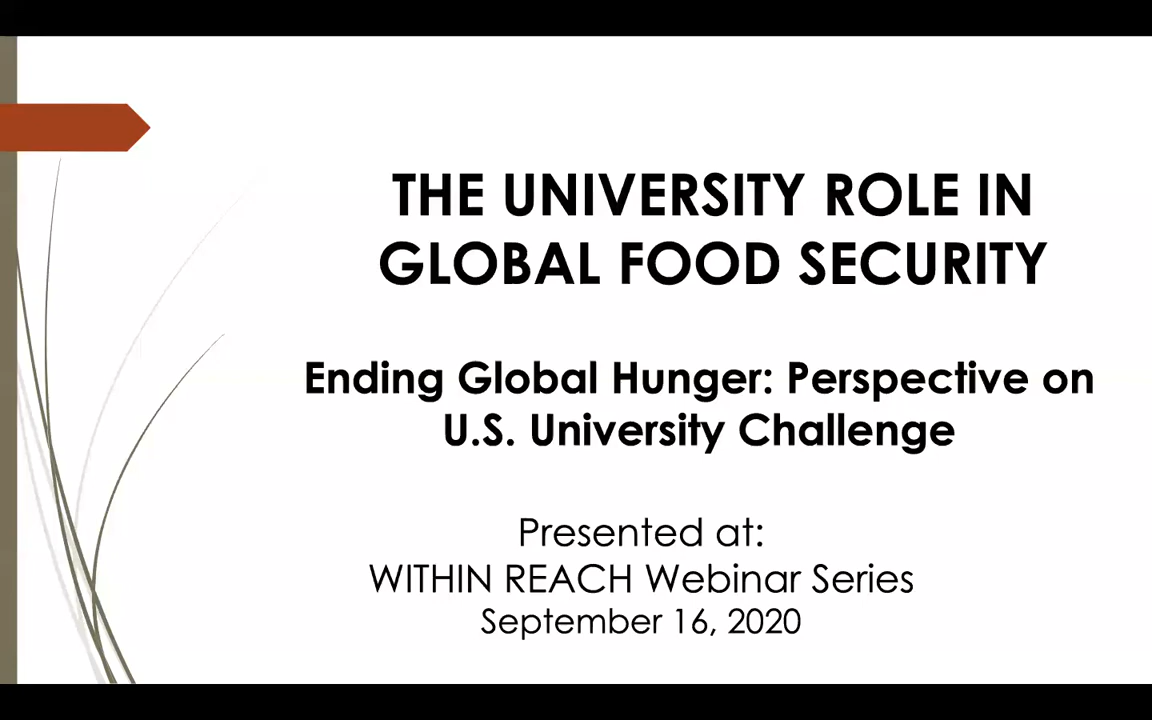 THE UNIVERSITY ROLE IN
GLOBAL FOOD SECURITY
Ending Global Hunger: Perspective on
U.S. University Challenge
Presented at:
WITHIN REACH Webinar Series
September 16, 2020